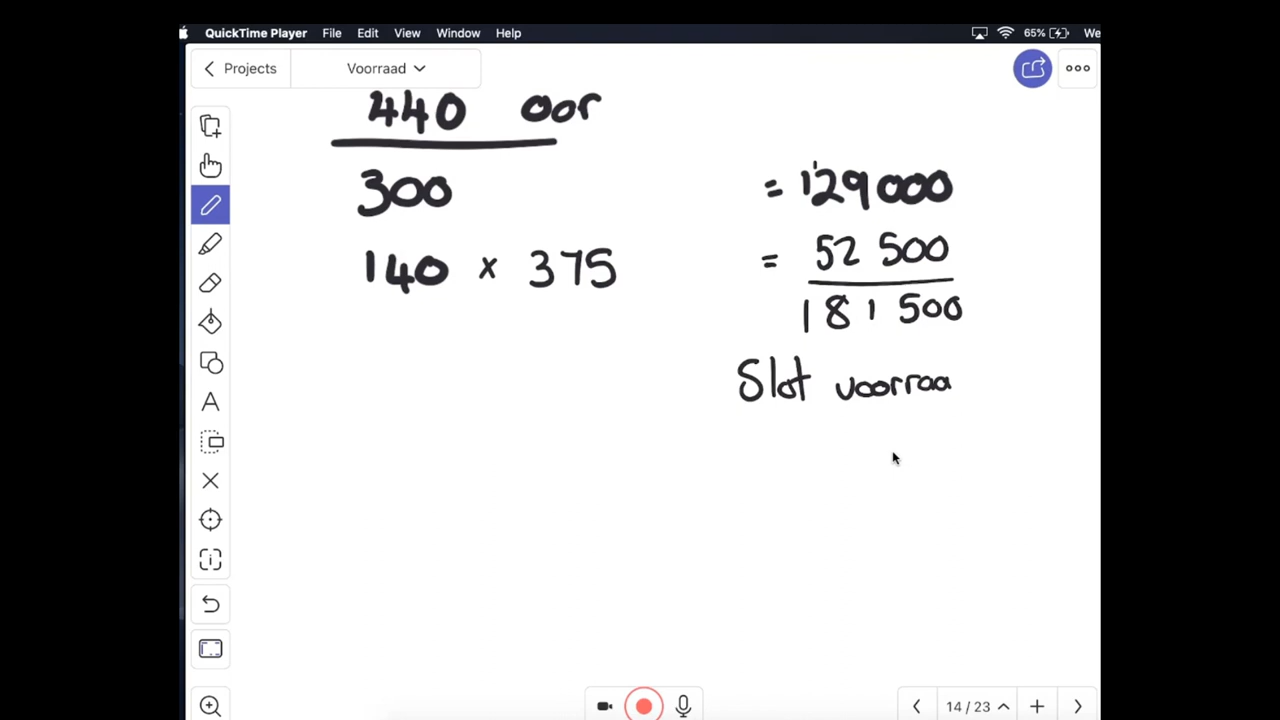 QuickTime Player File Edit View Window Help 65% We
Projects Voorraad
440 oor
300
= 129000
140 x 375
= 52 500
181 500
Slot voorraa
14 / 23